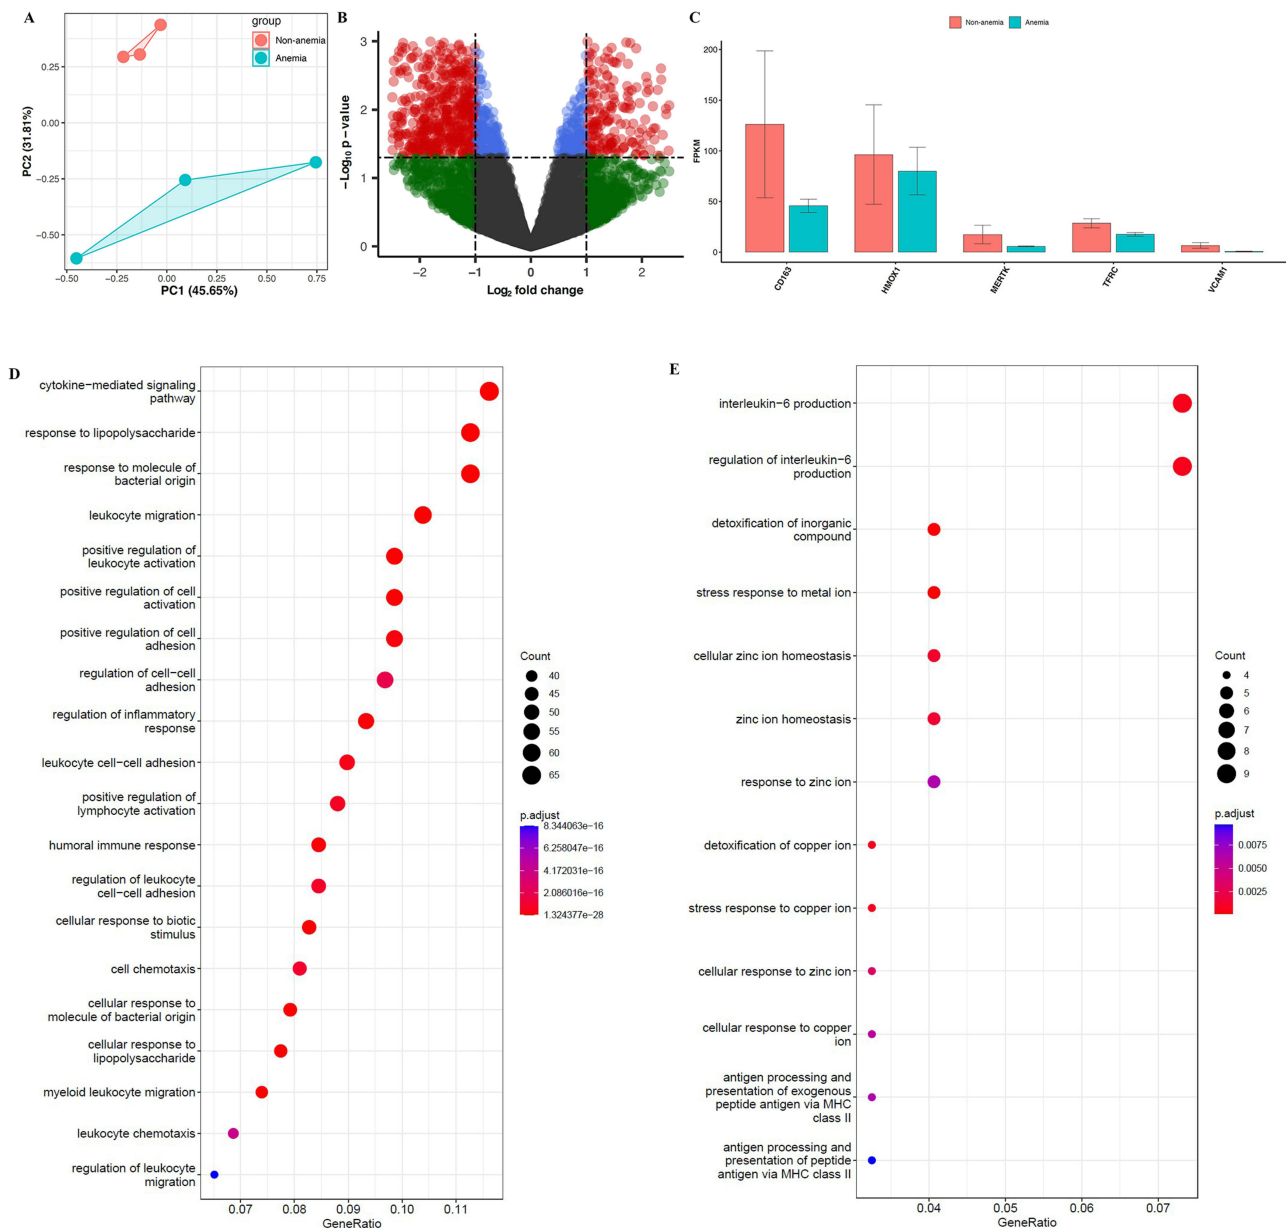 A
group
Non−anemia
Anemia
0.50
0.25
0.00
−0.25
−0.50
PC2 (31.81%)
−0.50
−0.25
0.00
0.25
0.50
0.75
PC1 (45.65%)
B
3
2
1
0
−Log10 p−value
−2
−1
0
1
2
Log2 fold change
C
Non−anemia
Anemia
200
150
100
50
0
FPKM
CD163
HMOX1
MERTK
TFRC
VCAM1
D
cytokine−mediated signaling
pathway
response to lipopolysaccharide
response to molecule of
bacterial origin
leukocyte migration
positive regulation of
leukocyte activation
positive regulation of cell
activation
positive regulation of cell
adhesion
regulation of cell−cell
adhesion
regulation of inflammatory
response
leukocyte cell−cell adhesion
positive regulation of
lymphocyte activation
humoral immune response
regulation of leukocyte
cell−cell adhesion
cellular response to biotic
stimulus
cell chemotaxis
cellular response to
molecule of bacterial origin
cellular response to
lipopolysaccharide
myeloid leukocyte migration
leukocyte chemotaxis
regulation of leukocyte
migration
0.07
0.08
0.09
0.10
0.11
GeneRatio
Count
40
45
50
55
60
65
p.adjust
8.344063e−16
6.258047e−16
4.172031e−16
2.086016e−16
1.324377e−28
E
interleukin−6 production
regulation of interleukin−6
production
detoxification of inorganic
compound
stress response to metal ion
cellular zinc ion homeostasis
zinc ion homeostasis
response to zinc ion
detoxification of copper ion
stress response to copper ion
cellular response to zinc ion
cellular response to copper
ion
antigen processing and
presentation of exogenous
peptide antigen via MHC
class II
antigen processing and
presentation of peptide
antigen via MHC class II
0.04
0.05
0.06
0.07
GeneRatio
Count
4
5
6
7
8
9
p.adjust
0.0075
0.0050
0.0025